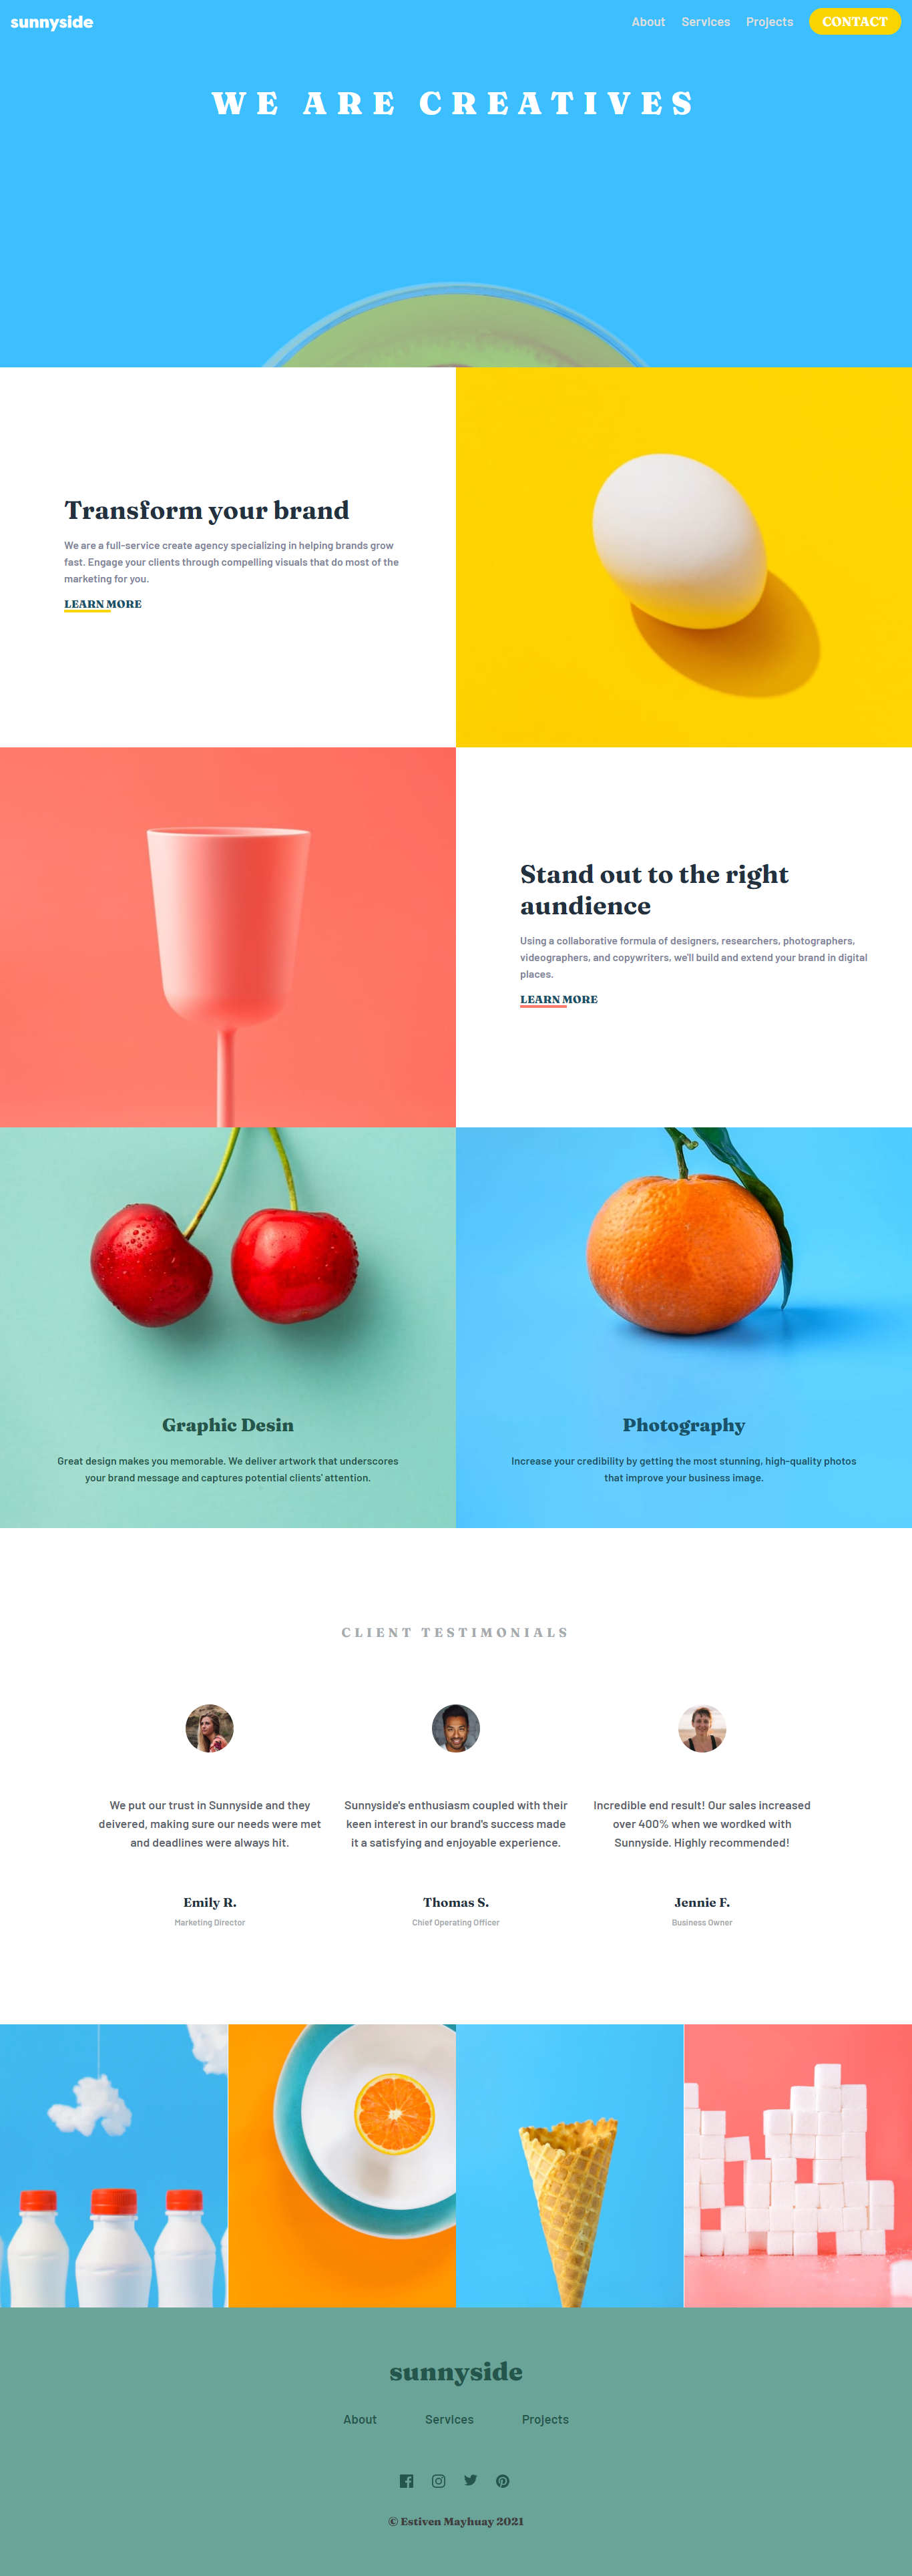 sunnyside
About Services Projects CONTACT
WE ARE CREATIVES
Transform your brand
We are a full-service create agency specializing in helping brands grow
fast. Engage your clients through compelling visuals that do most of the
marketing for you.
LEARN MORE
Stand out to the right
aundience
Using a collaborative formula of designers, researchers, photographers,
videographers, and copywriters, we'll build and extend your brand in digital
places.
LEARN MORE
Graphic Desin
Great design makes you memorable. We deliver artwork that underscores
your brand message and captures potential clients' attention.
Photography
Increase your credibility by getting the most stunning, high-quality photos
that improve your business image.
CLIENT TESTIMONIALS
We put our trust in Sunnyside and they
deivered, making sure our needs were met
and deadlines were always hit.
Emily R.
Marketing Director
Sunnyside's enthusiasm coupled with their
keen interest in our brand's success made
it a satisfying and enjoyable experience.
Thomas S.
Chief Operating Officer
Incredible end result! Our sales increased
over 400% when we wordked with
Sunnyside. Highly recommended!
Jennie F.
Business Owner
sunnyside
About Services Projects
© Estiven Mayhuay 2021